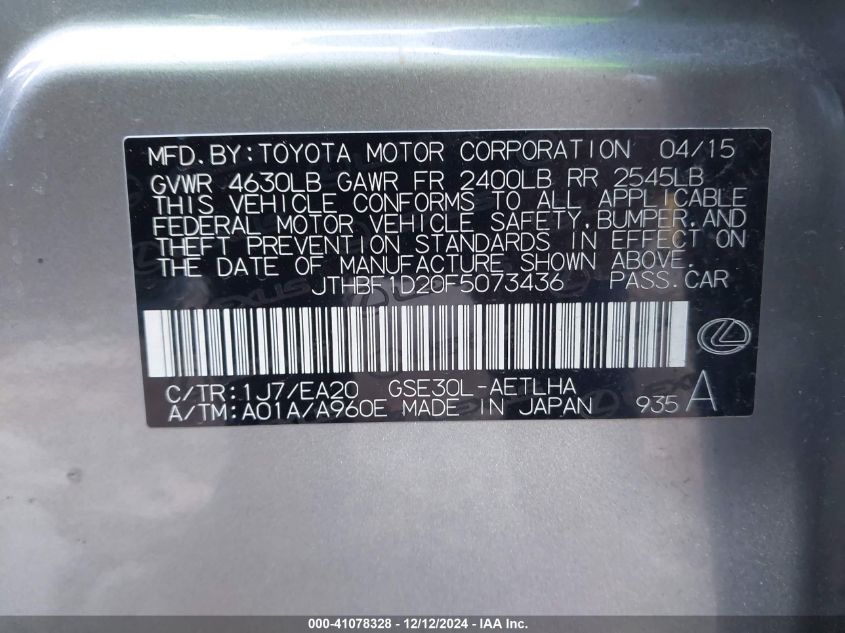 MFD.BY:TOYOTA MOTOR CORPORATION 04/15
GVWR 4630LB GAWR FR 2400LB RR 2545LB
THIS VEHICLE CONFORMS TO ALL APPLICABLE
FEDERAL MOTOR VEHICLE SAFETY,BUMPER,AND
THEFT PREVENTION STANDARDS IN EFFECT ON
THE DATE OF MANUFACTURE SHOWN ABOVE.
JTHBF1D20F5073436 PASS.CAR
C/TR:1J7/EA20 GSE30L-AETLHA
A/TM:A01A/A960E MADE IN JAPAN 935 A
000-41078328 - 12/12/2024 - IAA Inc.